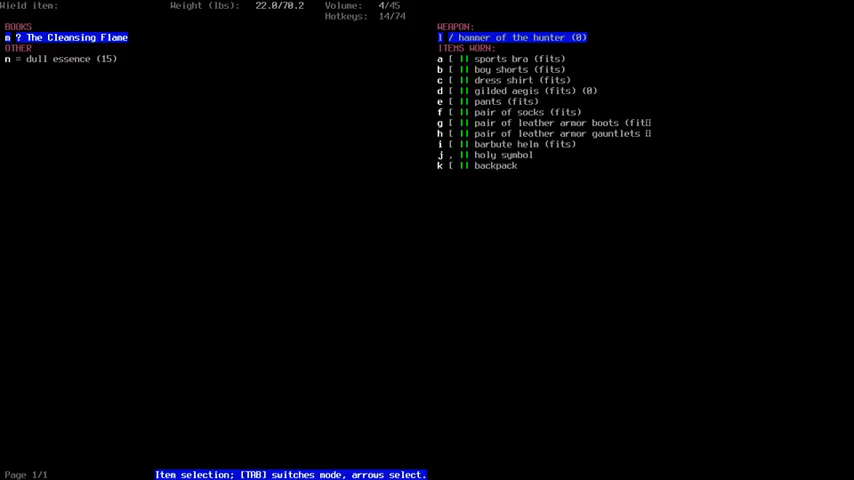 Wield item: Weight (lbs): 22.0/70.2 Volume: 4/45
Hotkeys: 14/74
BOOKS
m ? The Cleansing Flame
OTHER
n = dull essence (15)
WEAPON:
l / hammer of the hunter (0)
ITEMS WORN:
a [ || sports bra (fits)
b [ || boy shorts (fits)
c [ || dress shirt (fits)
d [ || gilded aegis (fits) (0)
e [ || pants (fits)
f [ || pair of socks (fits)
g [ || pair of leather armor boots (fit
h [ || pair of leather armor gauntlets
i [ || barbute helm (fits)
j , || holy symbol
k [ || backpack
Page 1/1 Item selection; [TAB] switches mode, arrows select.